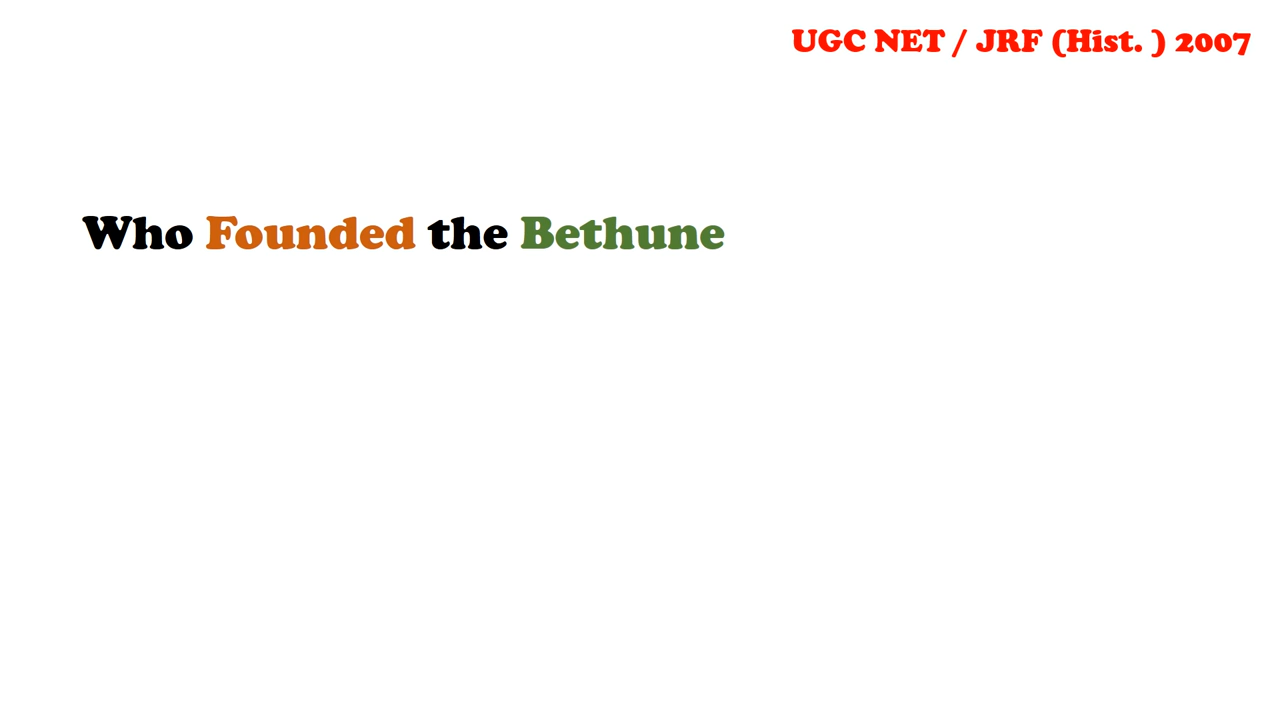 UGC NET / JRF (Hist. ) 2007
Who Founded the Bethune